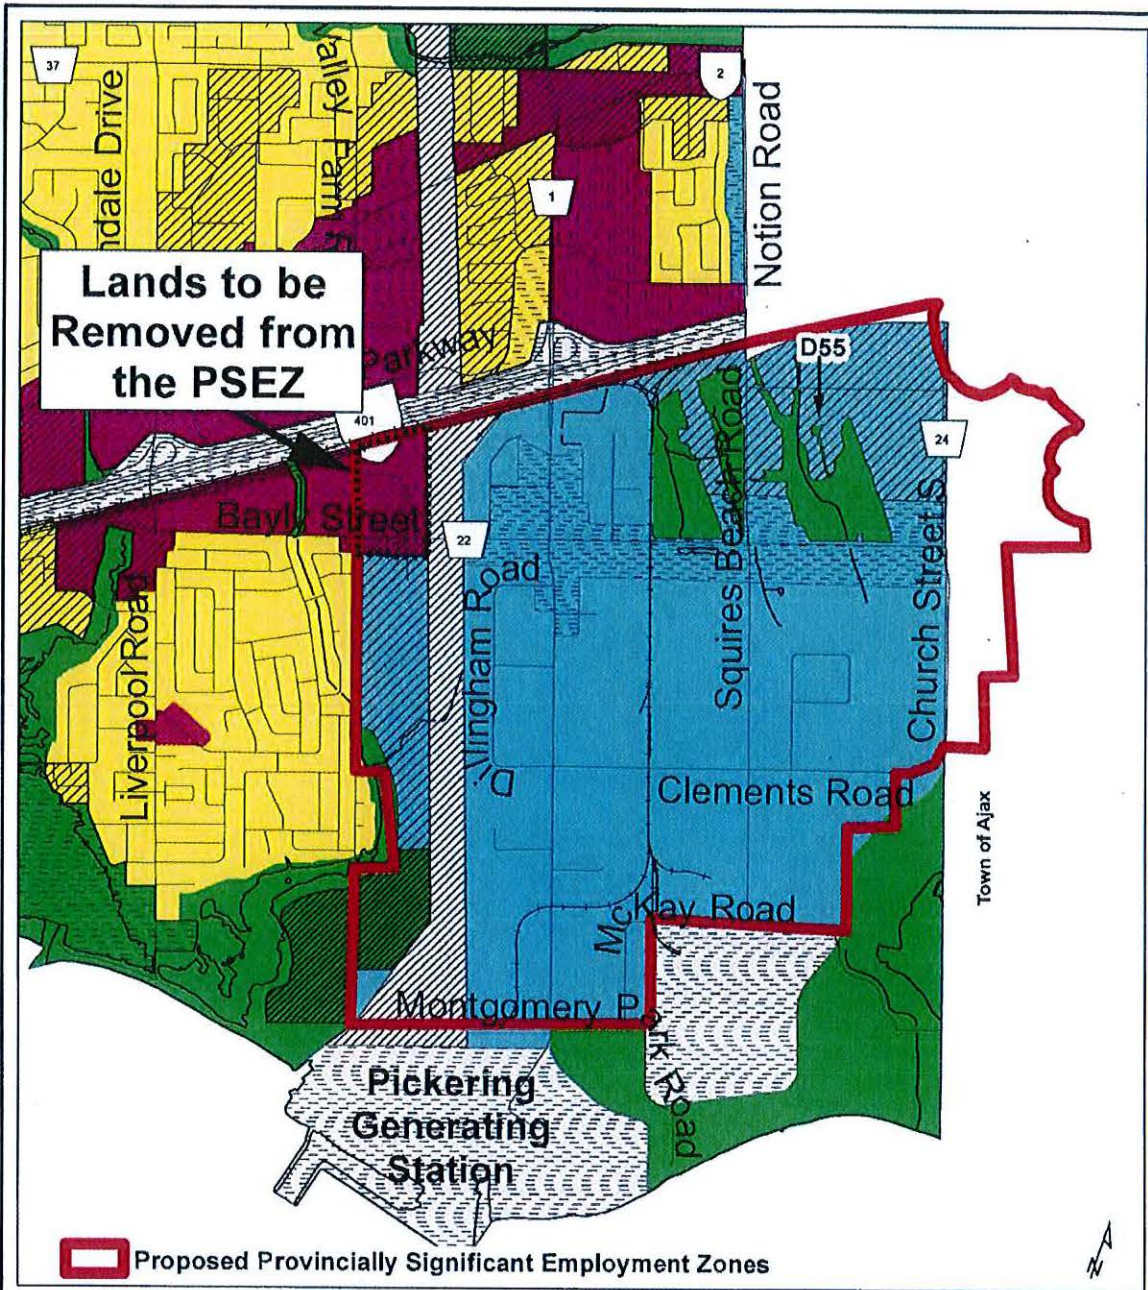 37
ndale Drive
alley Farm R
2
Notion Road
1
Lands to be
Removed from
the PSEZ
Parkway
401
D55
24
Bayly Street
22
Liverpool Road
Dillingham Road
Squires Beach Road
Church Street S
Clements Road
Town of Ajax
McKay Road
Montgomery Park Road
Pickering
Generating
Station
Proposed Provincially Significant Employment Zones
N